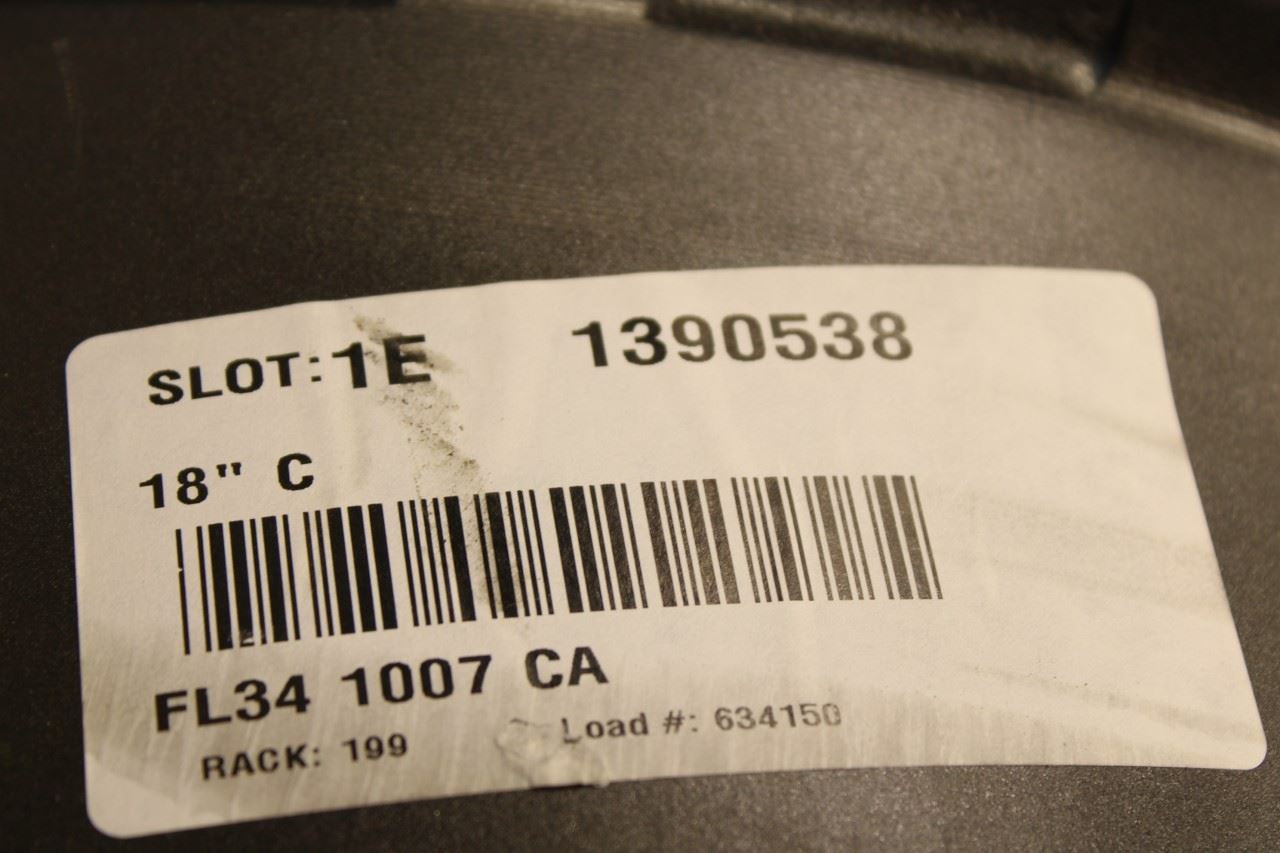 SLOT: 1E 1390538
18" C
FL34 1007 CA
RACK: 199 Load #: 634150